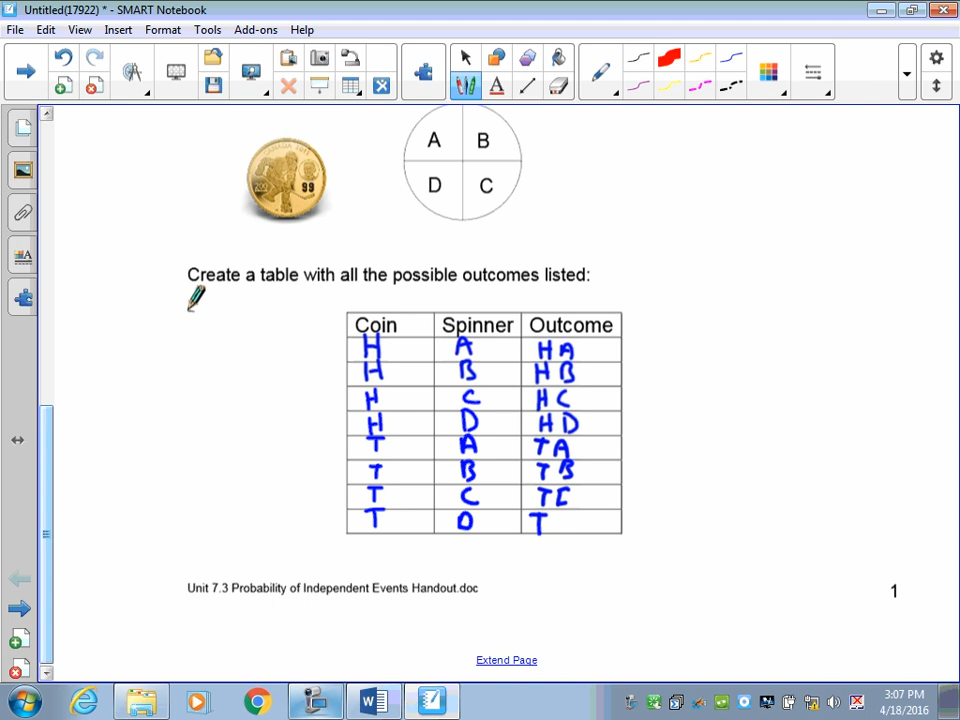 Untitled(17922) * - SMART Notebook
File Edit View Insert Format Tools Add-ons Help
A B
D C
99
Create a table with all the possible outcomes listed:
Coin Spinner Outcome
H A HA
H B HB
H C HC
H D HD
T A TA
T B TB
T C TC
T D T
Unit 7.3 Probability of Independent Events Handout.doc
1
Extend Page
3:07 PM
4/18/2016